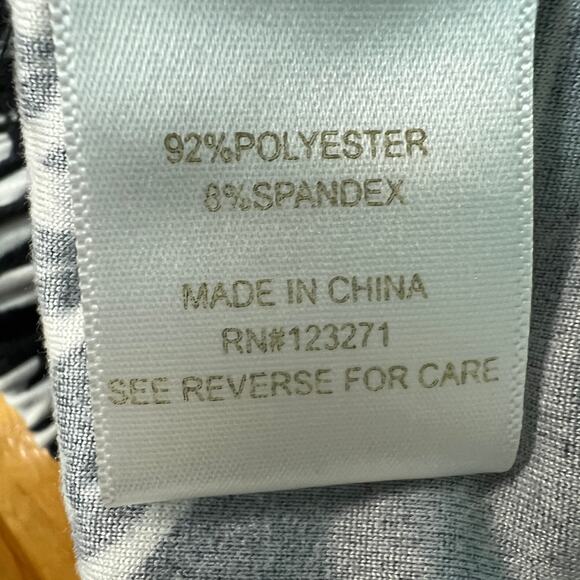 92%POLYESTER
8%SPANDEX
MADE IN CHINA
RN#123271
SEE REVERSE FOR CARE